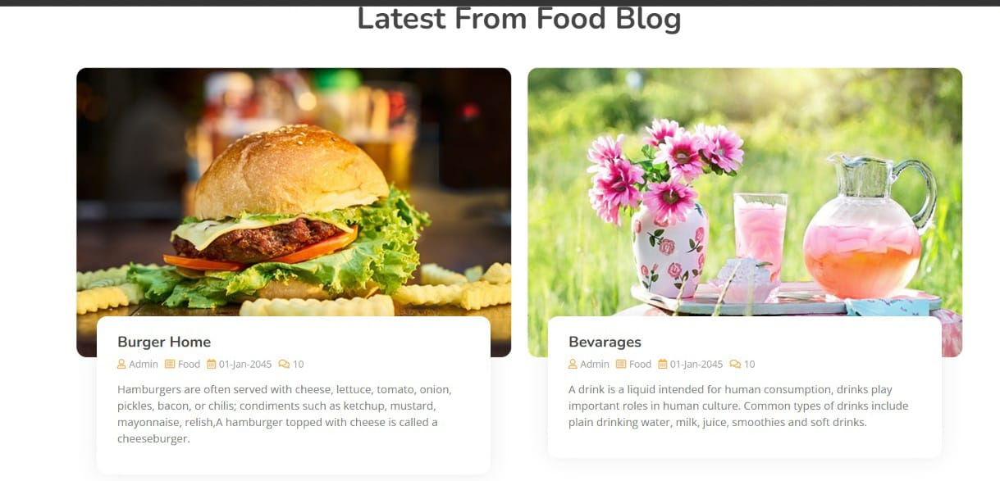 Latest From Food Blog
Burger Home
Admin Food 01-Jan-2045 10
Hamburgers are often served with cheese, lettuce, tomato, onion,
pickles, bacon, or chilis; condiments such as ketchup, mustard,
mayonnaise, relish,A hamburger topped with cheese is called a
cheeseburger.
Bevarages
Admin Food 01-Jan-2045 10
A drink is a liquid intended for human consumption, drinks play
important roles in human culture. Common types of drinks include
plain drinking water, milk, juice, smoothies and soft drinks.